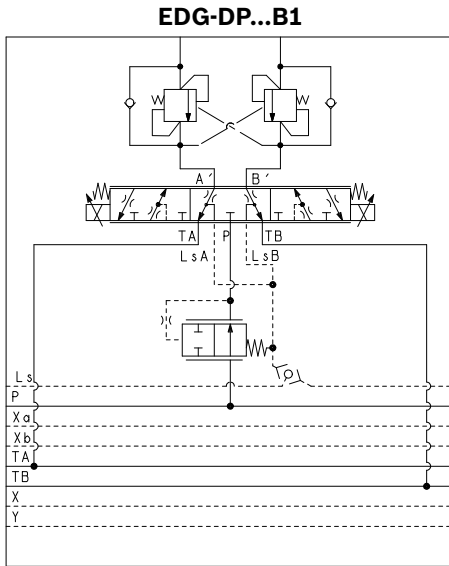 EDG-DP...B1
A' B'
TA P TB
LsA LsB
Ls
P
Xa
Xb
TA
TB
X
Y